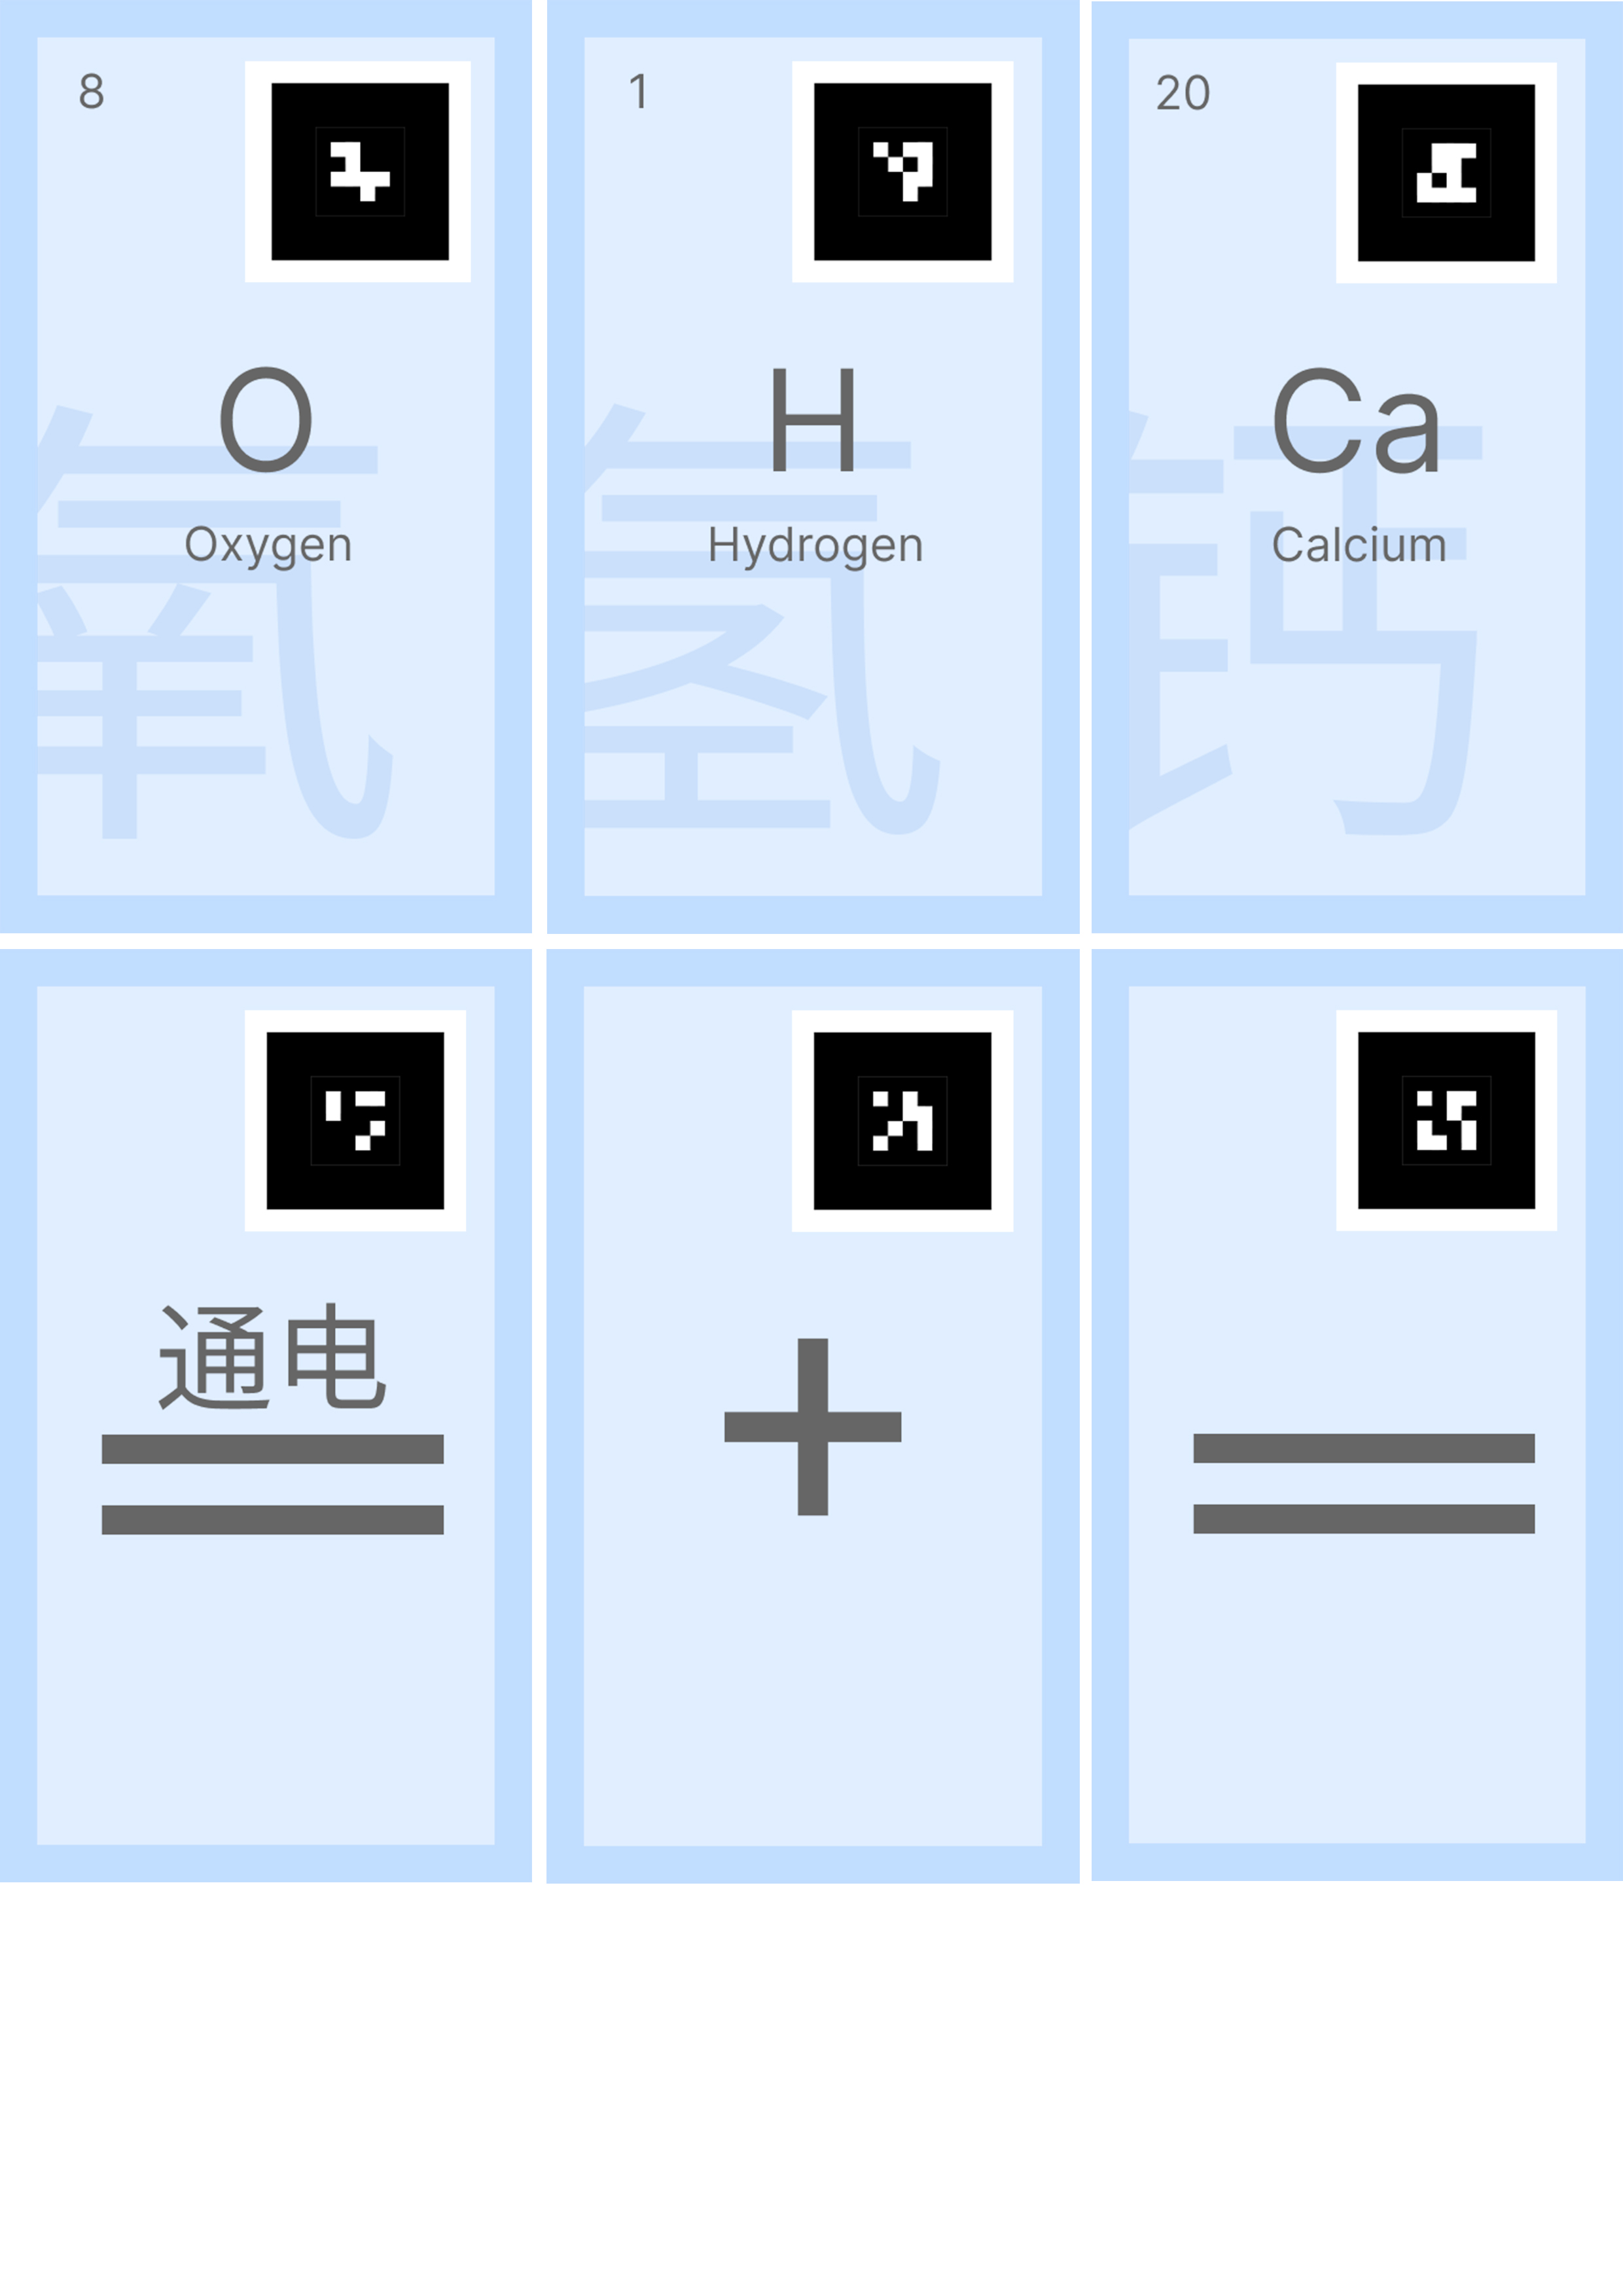 8
氧
O
Oxygen
1
氢
H
Hydrogen
20
钙
Ca
Calcium
通电
=
+
=